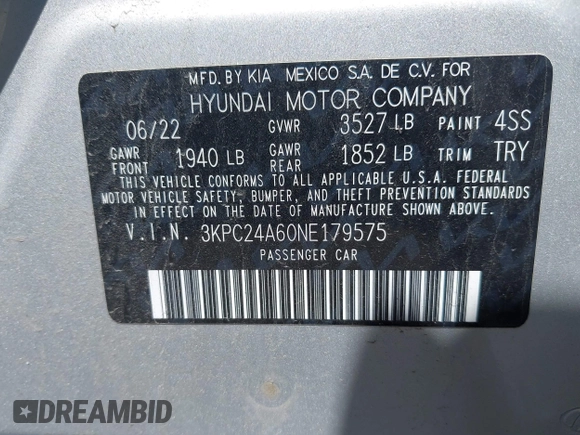 MFD. BY KIA MEXICO S.A. DE C.V. FOR
HYUNDAI MOTOR COMPANY
06/22 GVWR 3527 LB PAINT 4SS
GAWR FRONT 1940 LB GAWR REAR 1852 LB TRIM TRY
THIS VEHICLE CONFORMS TO ALL APPLICABLE U.S.A. FEDERAL
MOTOR VEHICLE SAFETY, BUMPER, AND THEFT PREVENTION STANDARDS
IN EFFECT ON THE DATE OF MANUFACTURE SHOWN ABOVE.
V.I.N. 3KPC24A60NE179575
PASSENGER CAR
DREAMBID